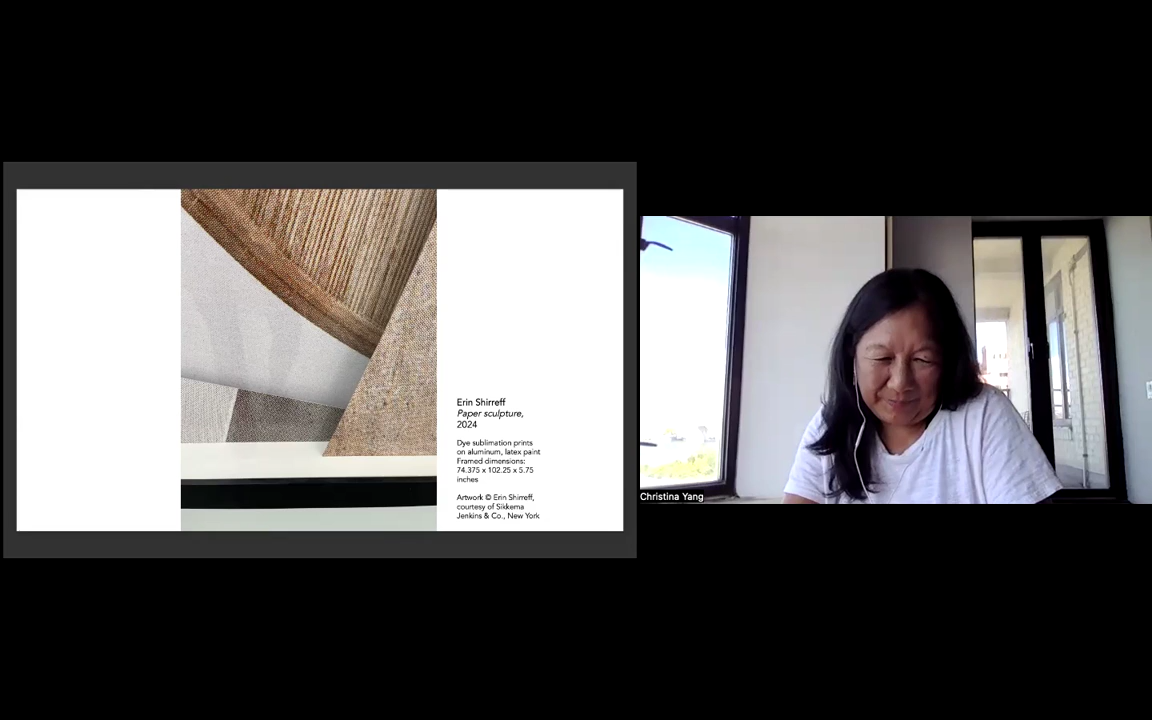 Erin Shirreff
Paper sculpture,
2024
Dye sublimation prints
on aluminum, latex paint
Framed dimensions:
74.375 x 102.25 x 5.75
inches
Artwork © Erin Shirreff,
courtesy of Sikkema
Jenkins & Co., New York
Christina Yang